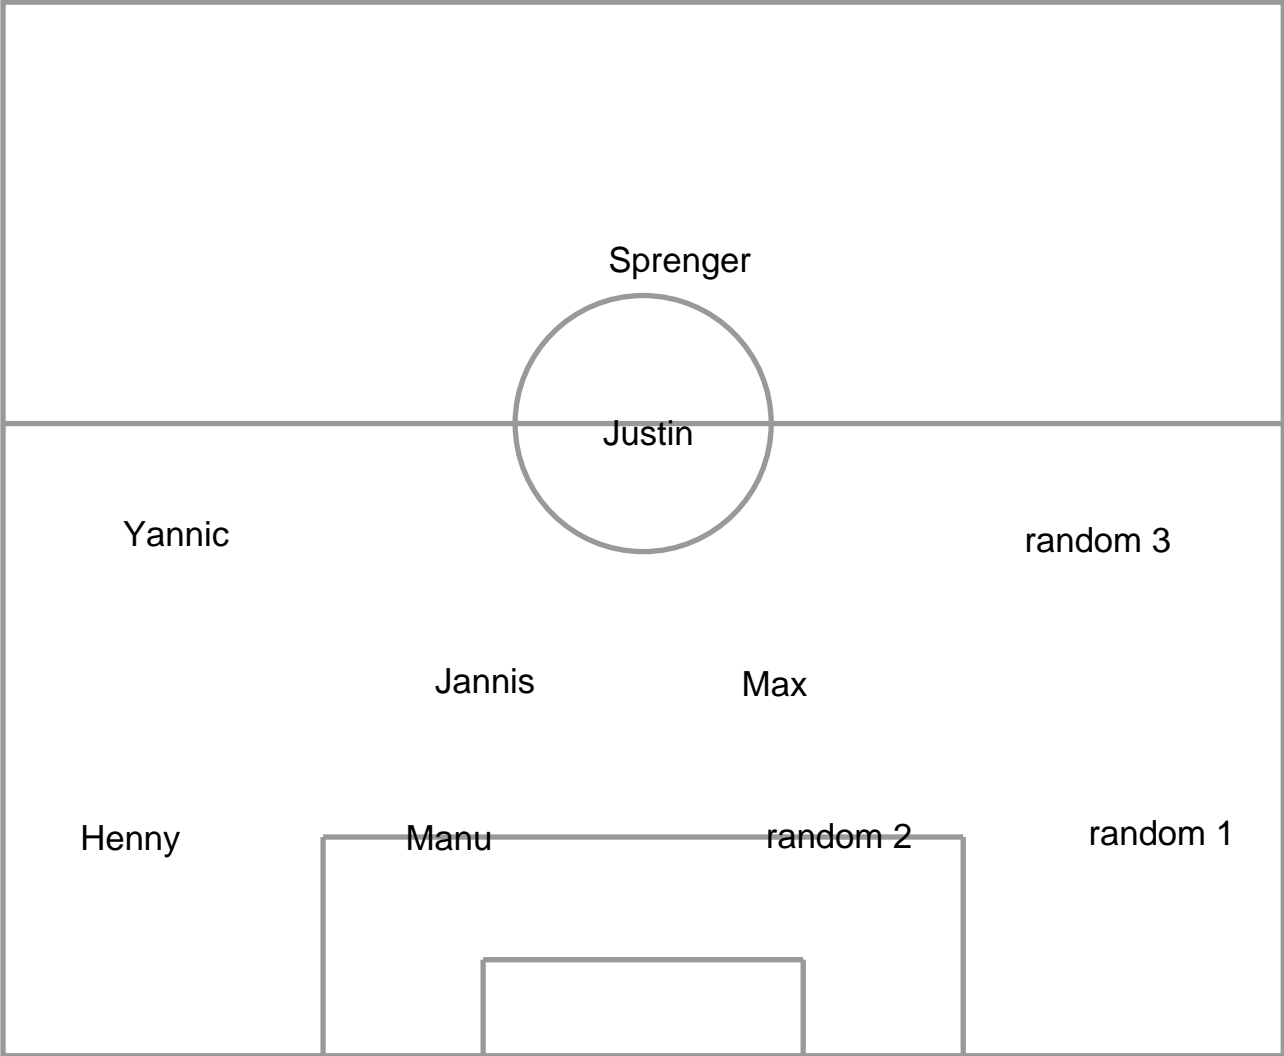 Sprenger
Justin
Yannic
random 3
Jannis
Max
Henny
Manu
random 2
random 1